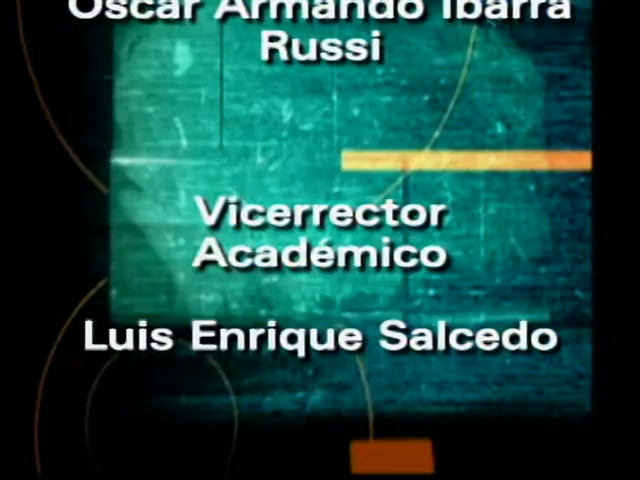 Oscar Armando Ibarra
Russi
Vicerrector
Académico
Luis Enrique Salcedo